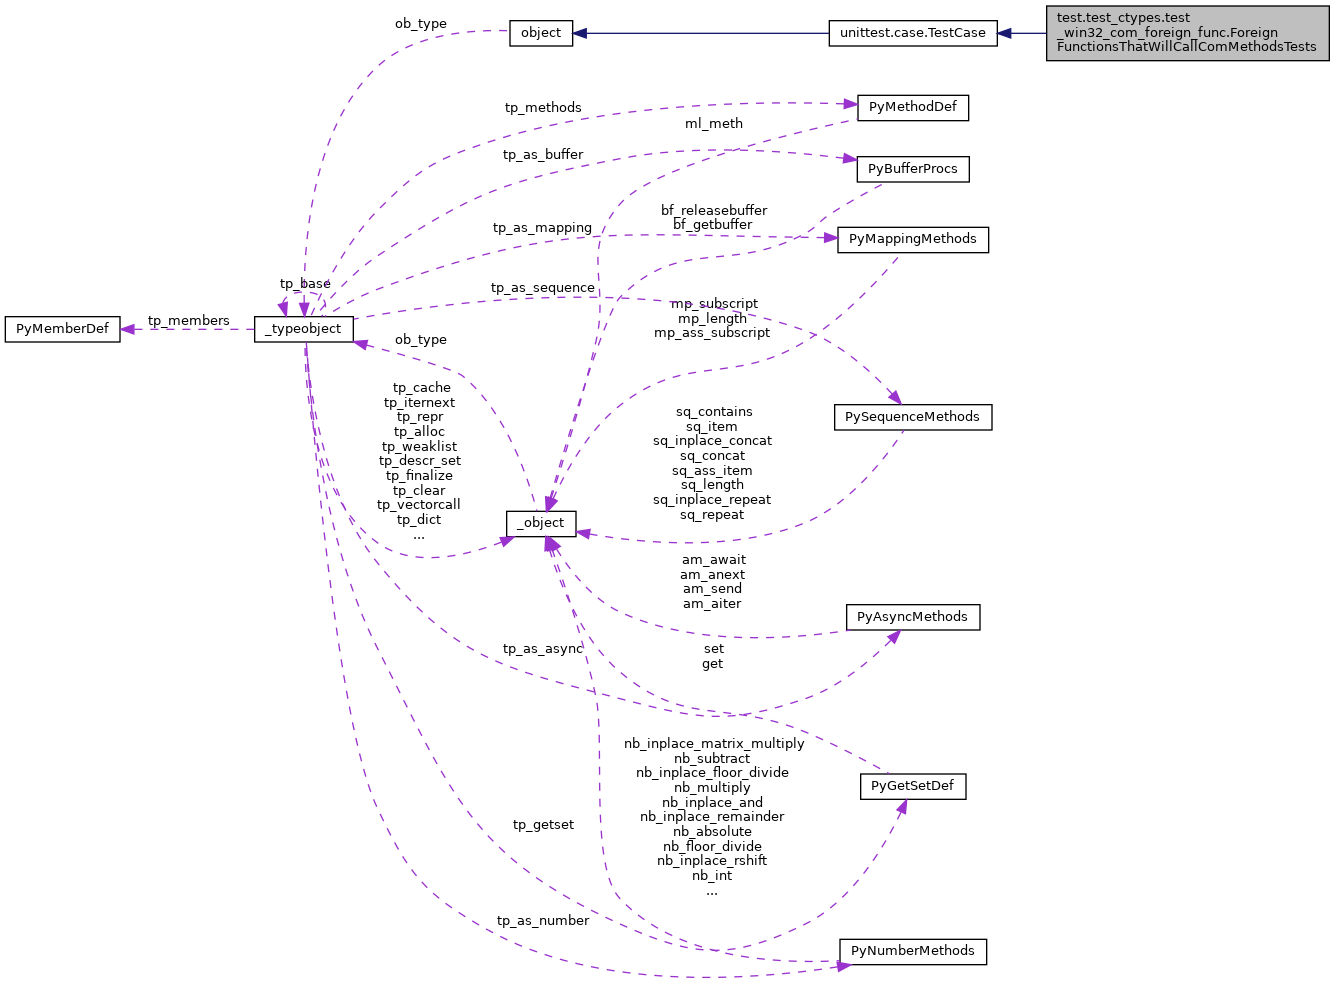 ob_type
object
unittest.case.TestCase
test.test_ctypes.test
_win32_com_foreign_func.Foreign
FunctionsThatWillCallComMethodsTests
tp_methods
PyMethodDef
ml_meth
tp_as_buffer
PyBufferProcs
bf_releasebuffer
bf_getbuffer
tp_as_mapping
PyMappingMethods
tp_base
tp_as_sequence
mp_subscript
mp_length
mp_ass_subscript
PyMemberDef
tp_members
_typeobject
ob_type
tp_cache
tp_iternext
tp_repr
tp_alloc
tp_weaklist
tp_descr_set
tp_finalize
tp_clear
tp_vectorcall
tp_dict
...
sq_contains
sq_item
sq_inplace_concat
sq_concat
sq_ass_item
sq_length
sq_inplace_repeat
sq_repeat
PySequenceMethods
_object
am_await
am_anext
am_send
am_aiter
PyAsyncMethods
tp_as_async
set
get
nb_inplace_matrix_multiply
nb_subtract
nb_inplace_floor_divide
nb_multiply
nb_inplace_and
nb_inplace_remainder
nb_absolute
nb_floor_divide
nb_inplace_rshift
nb_int
...
PyGetSetDef
tp_getset
tp_as_number
PyNumberMethods